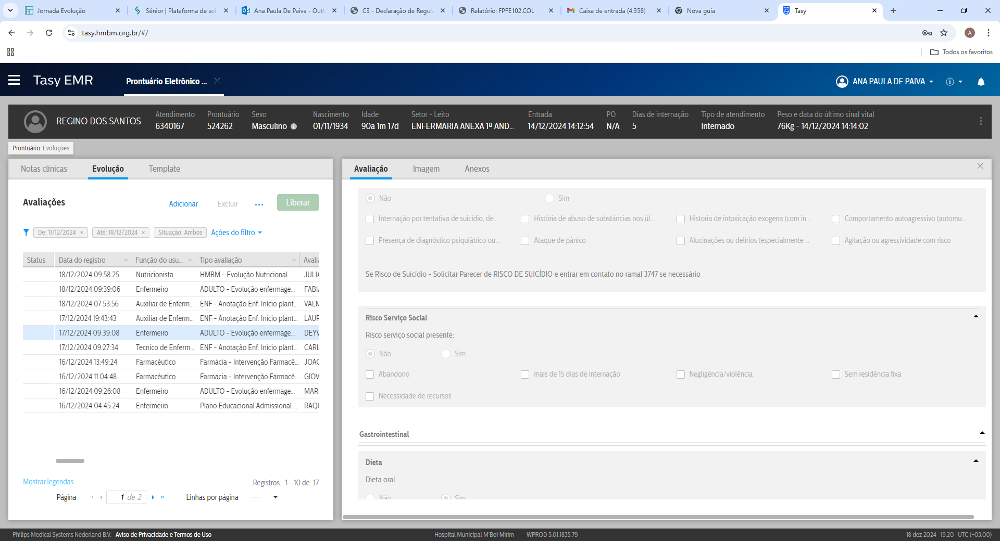 Jornada Evolução
Sênior | Plataforma de sol
Ana Paula De Paiva - Outl
C3 - Declaração de Regula
Relatório: FPFE102.COL
Caixa de entrada (4.358) -
Nova guia
Tasy
tasy.hmbm.org.br/#/
A
Todos os favoritos
Tasy EMR
Prontuário Eletrônico ...
ANA PAULA DE PAIVA
REGINO DOS SANTOS
Atendimento Prontuário Sexo Nascimento Idade Setor - Leito Entrada PO Dias de internação Tipo de atendimento Peso e data do último sinal vital
6340167 524262 Masculino 01/11/1934 90a 1m 17d ENFERMARIA ANEXA 1º AND... 14/12/2024 14:12:54 N/A 5 Internado 76Kg - 14/12/2024 14:14:02
Prontuário: Evoluções
Notas clínicas Evolução Template
Avaliações
Adicionar Excluir ... Liberar
De: 11/12/2024 × Até: 18/12/2024 × Situação: Ambos Ações do filtro
Status Data do registro Função do usu... Tipo avaliação Avalia
18/12/2024 09:58:25 Nutricionista HMBM - Evolução Nutricional JULIA
18/12/2024 09:39:06 Enfermeiro ADULTO - Evolução enfermage... FABIA
18/12/2024 07:53:56 Auxiliar de Enferm... ENF - Anotação Enf. Início plant... VALM
17/12/2024 19:43:43 Auxiliar de Enferm... ENF - Anotação Enf. Início plant... LAUR
17/12/2024 09:39:08 Enfermeiro ADULTO - Evolução enfermage... DEYV
17/12/2024 09:27:34 Tecnico de Enferm... ENF - Anotação Enf. Início plant... CARL
16/12/2024 13:49:24 Farmacêutico Farmácia - Intervenção Farmacê... JOAO
16/12/2024 11:04:48 Farmacêutico Farmácia - Intervenção Farmacê... GIOV
16/12/2024 09:26:08 Enfermeiro ADULTO - Evolução enfermage... MAR
16/12/2024 04:45:24 Enfermeiro Plano Educacional Admissional ... RAQU
Mostrar legendas
Registros: 1 - 10 de 17
Página 1 de 2 Linhas por página ---
Avaliação Imagem Anexos
Não Sim
Internação por tentativa de suicídio, de... História de abuso de substâncias nos úl... História de intoxicação exógena (com in... Comportamento autoagressivo (automu...
Presença de diagnóstico psiquiátrico ou... Ataque de pânico Alucinações ou delírios (especialmente ... Agitação ou agressividade com risco
Se Risco de Suicídio - Solicitar Parecer de RISCO DE SUICÍDIO e entrar em contato no ramal 3747 se necessário
Risco Serviço Social
Risco serviço social presente:
Não Sim
Abandono mais de 15 dias de internação Negligência/violência Sem residência fixa
Necessidade de recursos
Gastrointestinal
Dieta
Dieta oral
Não Sim
Philips Medical Systems Nederland B.V. Aviso de Privacidade e Termos de Uso Hospital Municipal M'Boi Mirim WPROD 5.01.1835.79 18 dez 2024 19:20 UTC (-03:00)